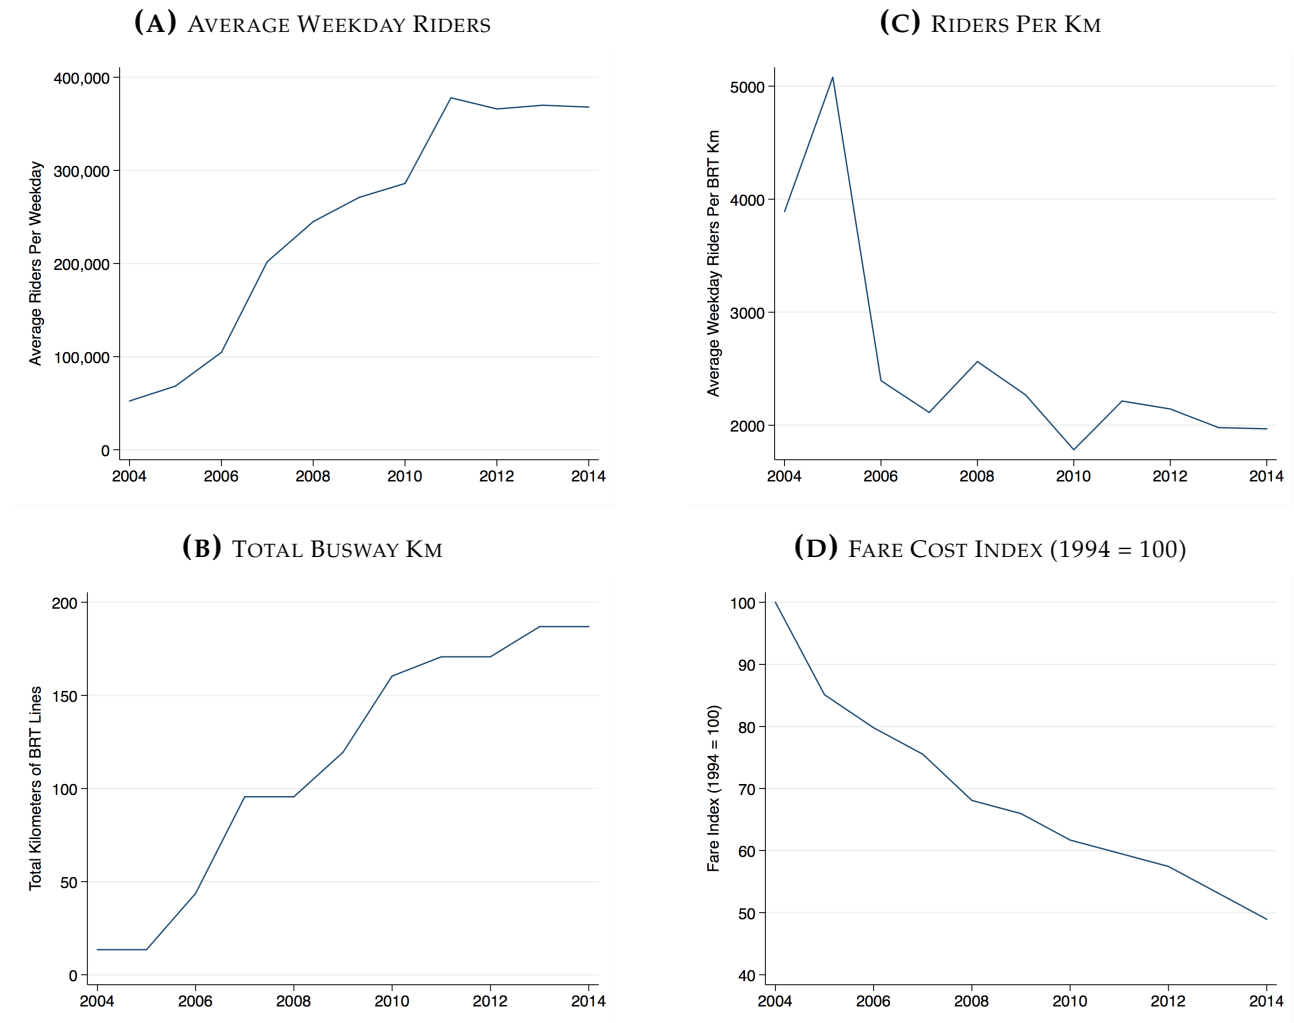 (A) AVERAGE WEEKDAY RIDERS
Average Riders Per Weekday
400,000
300,000
200,000
100,000
0
2004 2006 2008 2010 2012 2014
(C) RIDERS PER KM
Average Weekday Riders Per BRT Km
5000
4000
3000
2000
2004 2006 2008 2010 2012 2014
(B) TOTAL BUSWAY KM
Total Kilometers of BRT Lines
200
150
100
50
0
2004 2006 2008 2010 2012 2014
(D) FARE COST INDEX (1994 = 100)
Fare Index (1994 = 100)
100
90
80
70
60
50
40
2004 2006 2008 2010 2012 2014